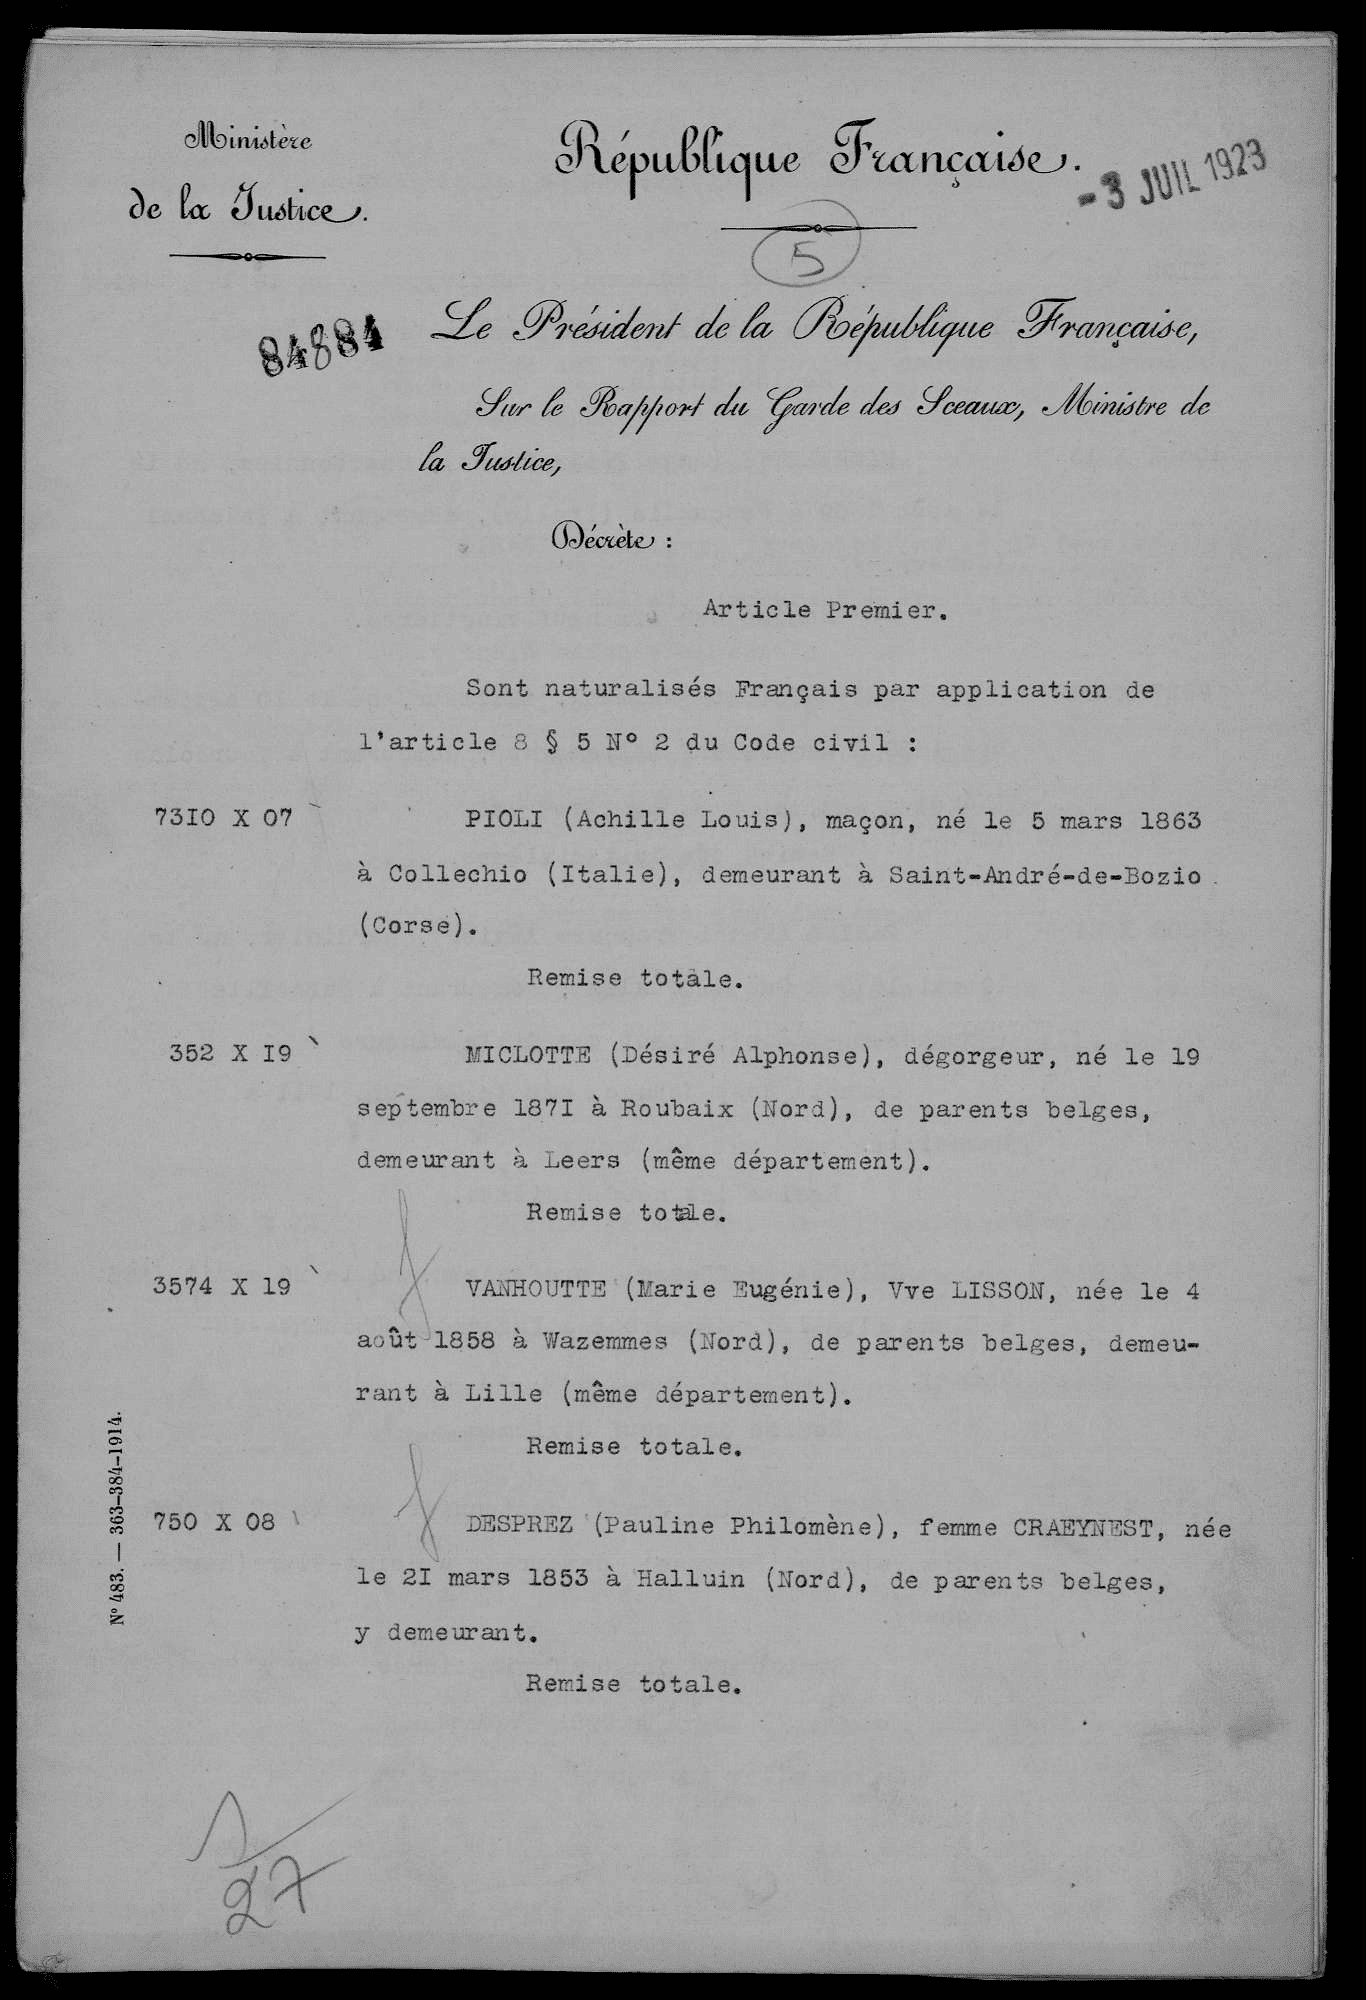 Ministère
de la Justice.
République Française.
- 3 JUIL 1923
5
84884
Le Président de la République Française,
Sur le Rapport du Garde des Sceaux, Ministre de
la Justice,
Décrète :
Article Premier.
Sont naturalisés Français par application de
l'article 8 § 5 N° 2 du Code civil :
73I0 X 07
PIOLI (Achille Louis), maçon, né le 5 mars 1863
à Collechio (Italie), demeurant à Saint-André-de-Bozio
(Corse).
Remise totale.
352 X I9
MICLOTTE (Désiré Alphonse), dégorgeur, né le 19
septembre 187I à Roubaix (Nord), de parents belges,
demeurant à Leers (même département).
Remise totale.
3574 X 19
VANHOUTTE (Marie Eugénie), Vve LISSON, née le 4
août 1858 à Wazemmes (Nord), de parents belges, demeu-
rant à Lille (même département).
Remise totale.
750 X 08
DESPREZ (Pauline Philomène), femme CRAEYNEST, née
le 2I mars 1853 à Halluin (Nord), de parents belges,
y demeurant.
Remise totale.
N° 483. — 363-384-1914.
27